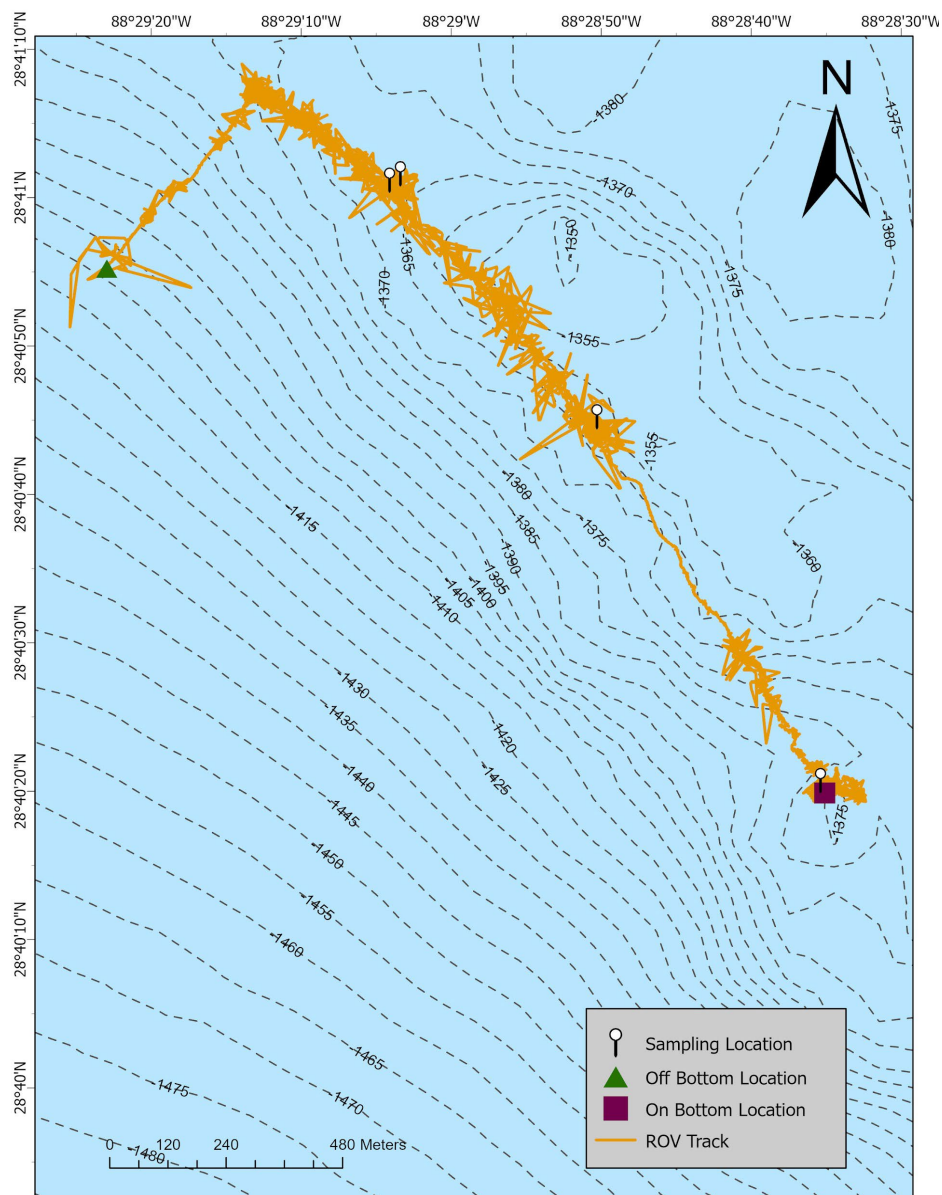 88°29'20"W 88°29'10"W 88°29'W 88°28'50"W 88°28'40"W 88°28'30"W
28°41'10"N
N
-1380
-1375
-1370
28°41'N
-1380
-1350
-1365
-1375
-1370
28°40'50"N
-1355
-1355
28°40'40"N
-1380
-1415
-1385
-1375
-1390
-1360
-1395
-1400
-1405
-1410
28°40'30"N
-1430
-1435
-1420
-1440
-1425
28°40'20"N
-1445
-1375
-1450
-1455
28°40'10"N
-1460
-1465
28°40'N
-1475
-1470
-1480
0 120 240 480 Meters
Sampling Location
Off Bottom Location
On Bottom Location
ROV Track